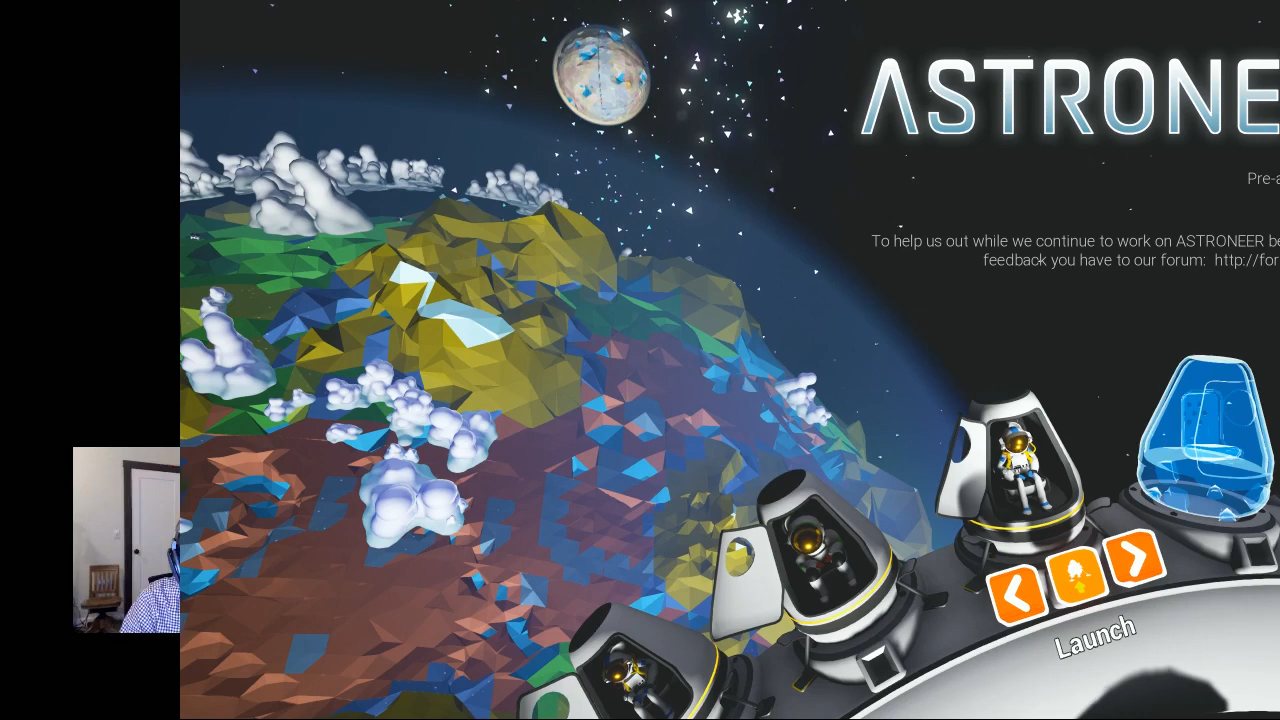 ASTRONE
Pre-a
To help us out while we continue to work on ASTRONEER be
feedback you have to our forum: http://for
Launch